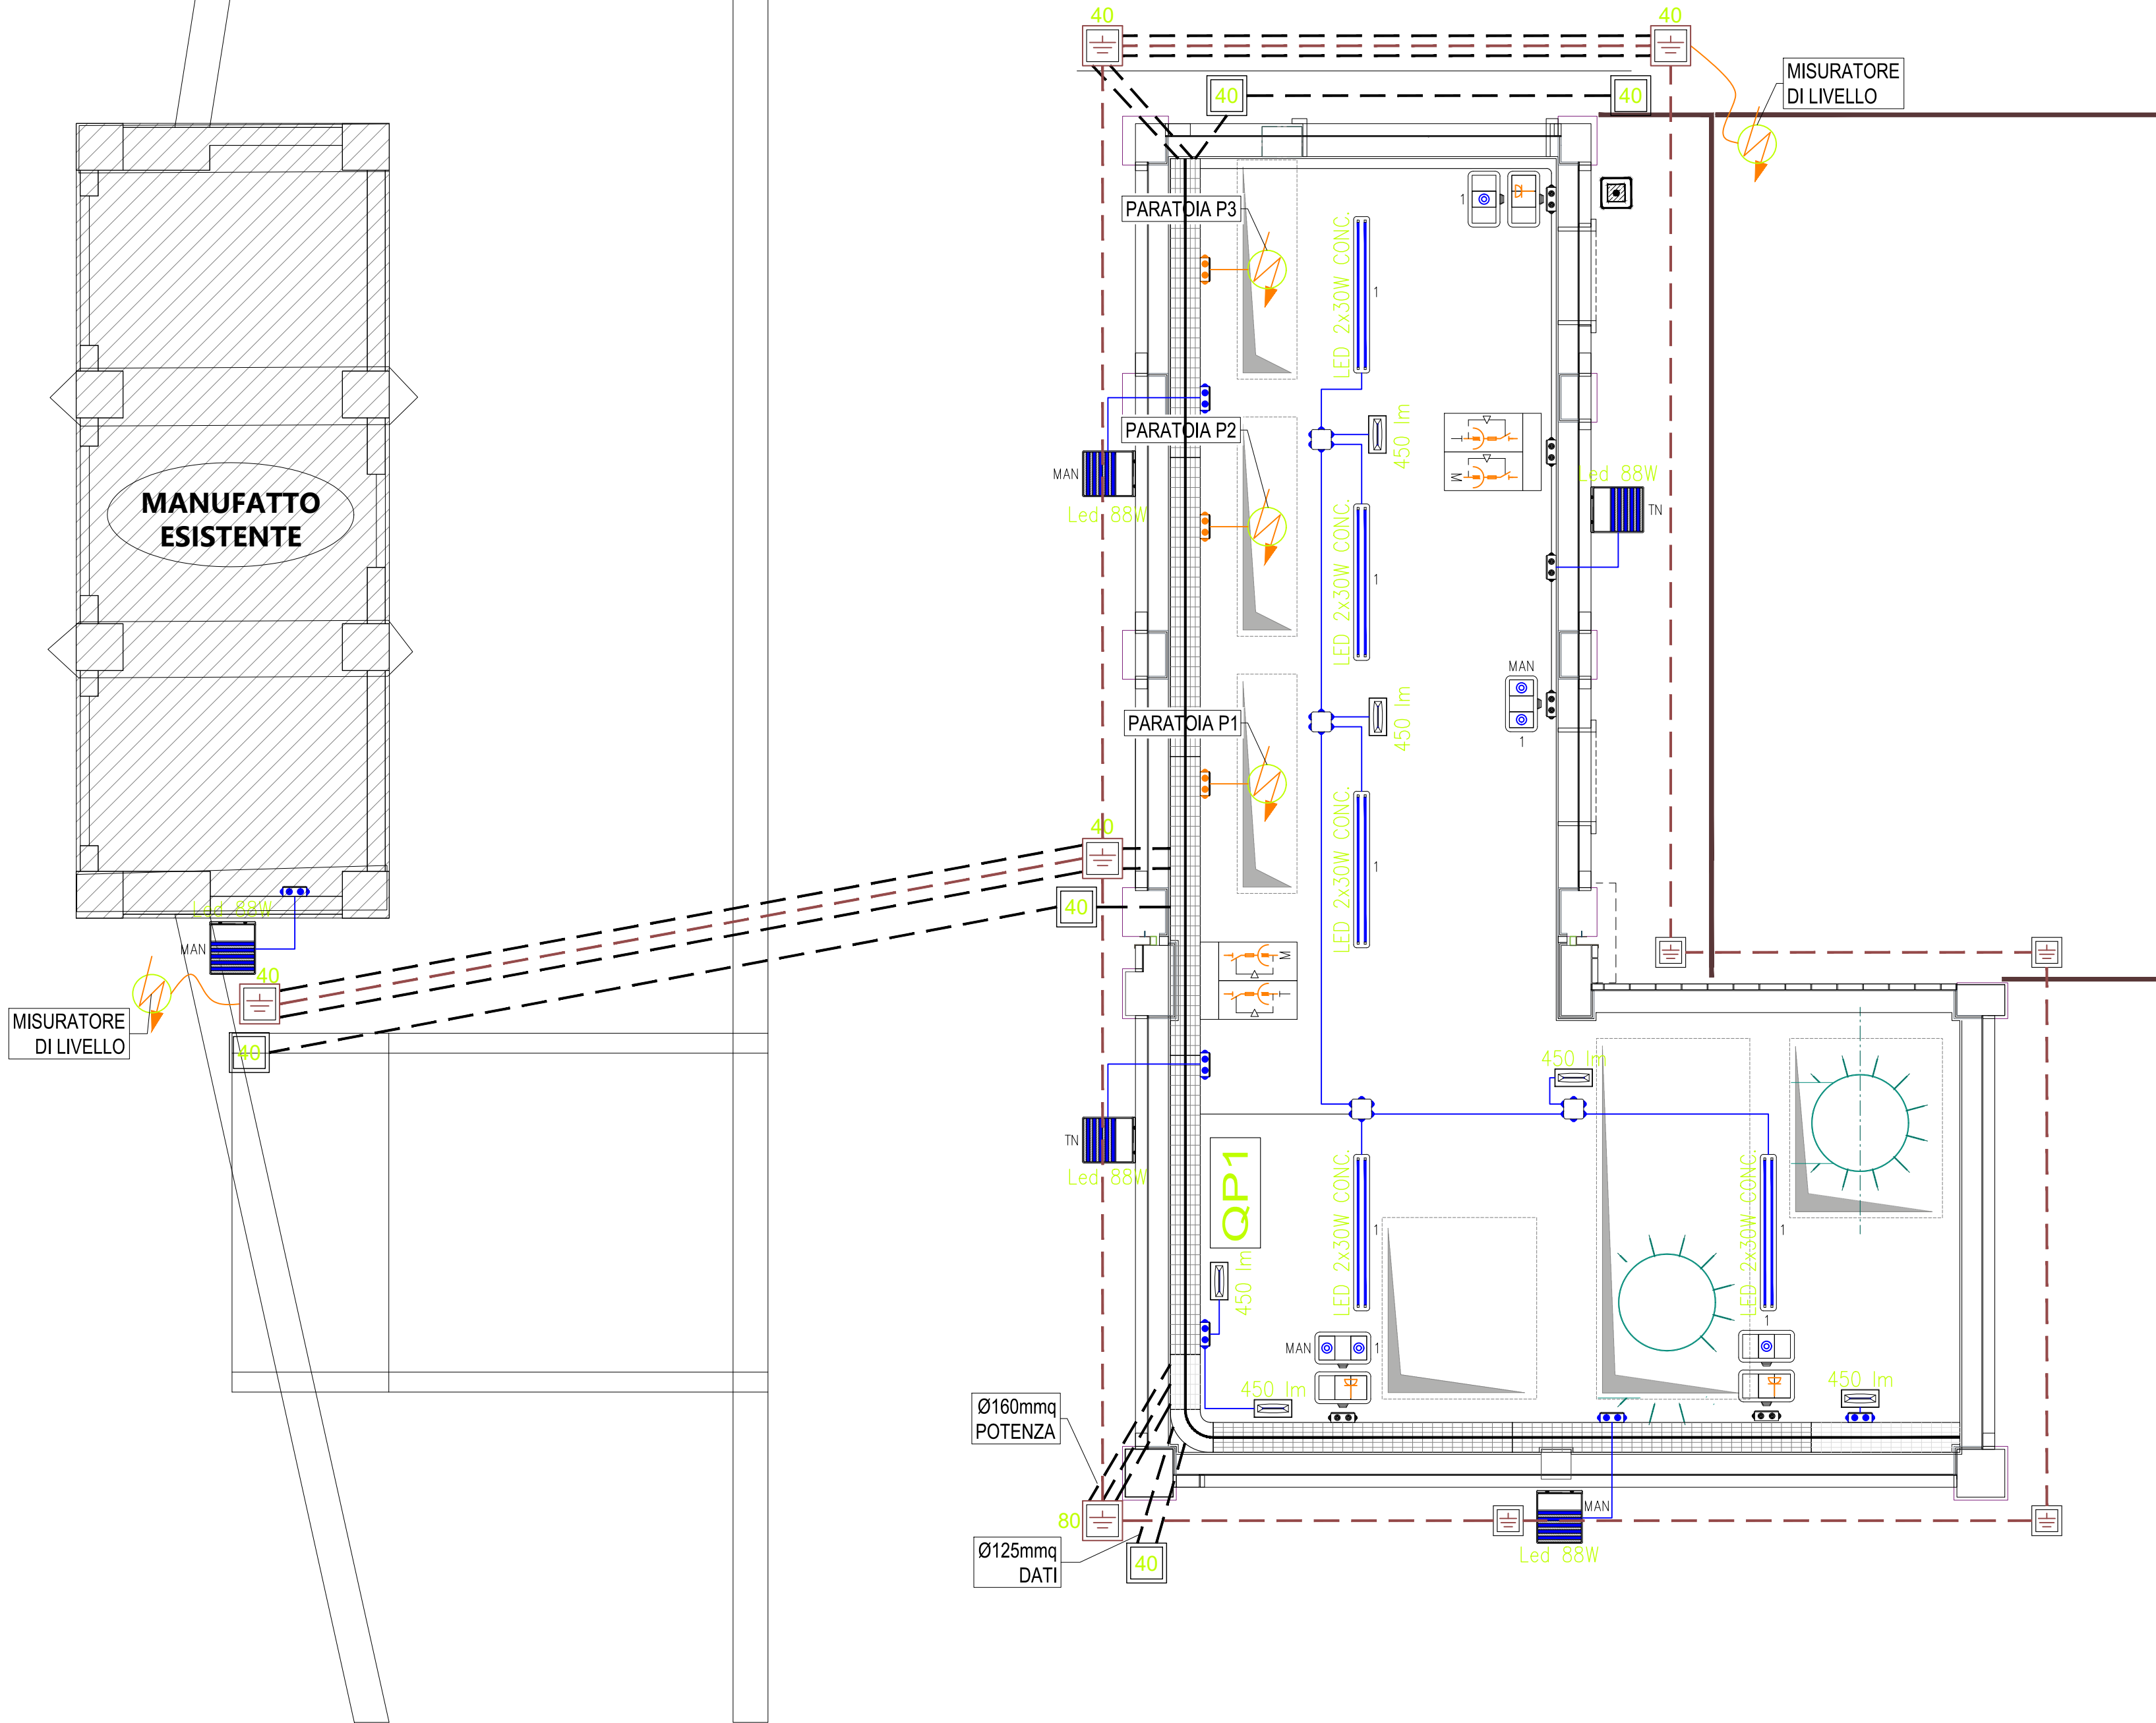 40
40
MISURATORE
DI LIVELLO
40
40
PARATOIA P3
LED 2x30W CONC.
1
1
PARATOIA P2
450 lm
MAN
Led 88W
T
M
Led 88W
TN
MANUFATTO
ESISTENTE
LED 2x30W CONC.
1
MAN
1
PARATOIA P1
450 lm
LED 2x30W CONC.
1
40
40
Led 88W
MAN
40
MISURATORE
DI LIVELLO
40
M
T
450 lm
TN
Led 88W
QP1
LED 2x30W CONC.
1
LED 2x30W CONC.
1
450 lm
MAN
1
1
450 lm
450 lm
Ø160mmq
POTENZA
80
MAN
Led 88W
Ø125mmq
DATI
40